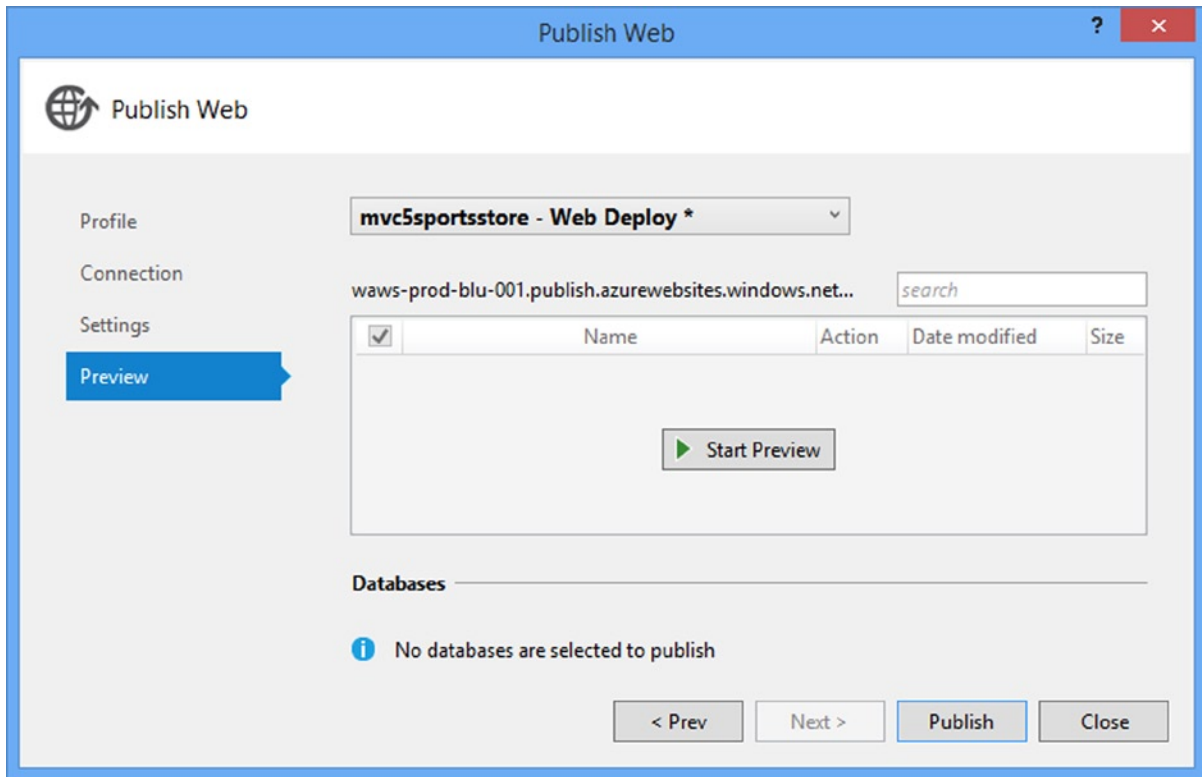 Publish Web
?
Publish Web
Profile
Connection
Settings
Preview
mvc5sportsstore - Web Deploy *
waws-prod-blu-001.publish.azurewebsites.windows.net...
search
Name Action Date modified Size
Start Preview
Databases
No databases are selected to publish
< Prev Next > Publish Close